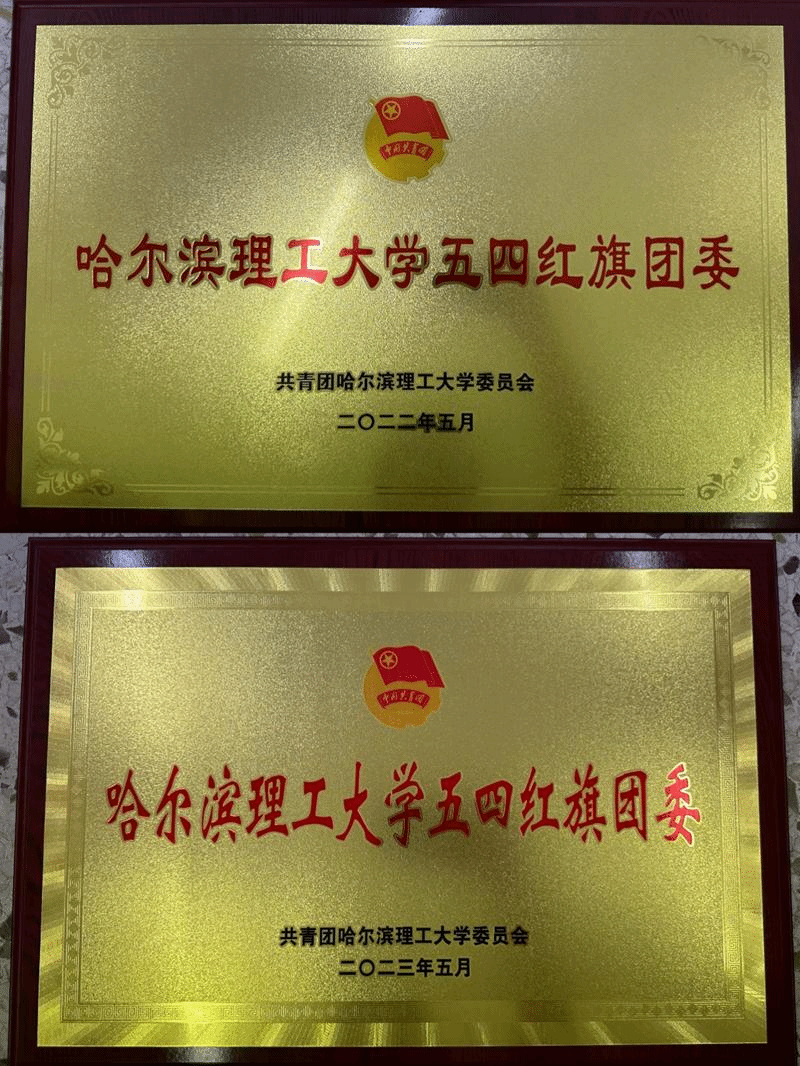 中国共青团
哈尔滨理工大学五四红旗团委
共青团哈尔滨理工大学委员会
二〇二二年五月
中国共青团
哈尔滨理工大学五四红旗团委
共青团哈尔滨理工大学委员会
二〇二三年五月